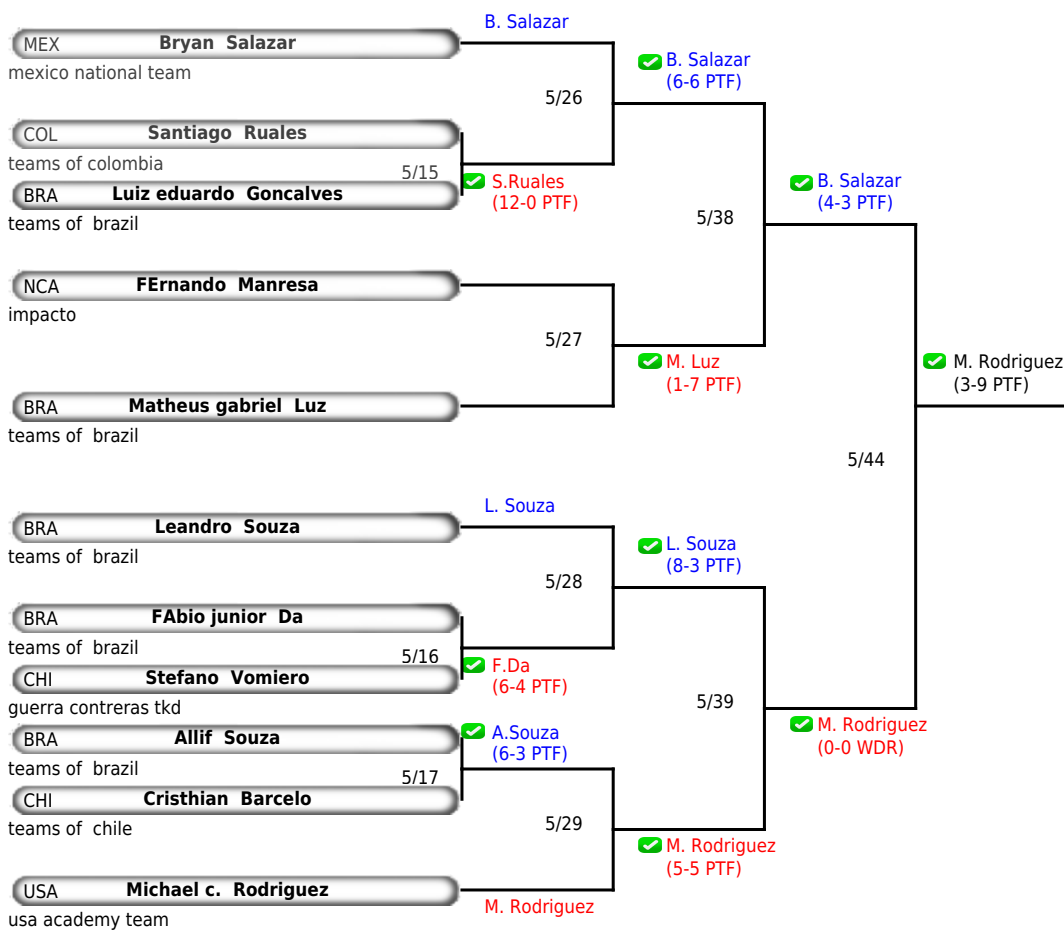 B. Salazar
MEX Bryan Salazar
mexico national team
B. Salazar
(6-6 PTF)
5/26
COL Santiago Ruales
teams of colombia
5/15
S.Ruales
(12-0 PTF)
BRA Luiz eduardo Goncalves
teams of brazil
B. Salazar
(4-3 PTF)
5/38
NCA FErnando Manresa
impacto
5/27
M. Luz
(1-7 PTF)
M. Rodriguez
(3-9 PTF)
BRA Matheus gabriel Luz
teams of brazil
5/44
L. Souza
BRA Leandro Souza
teams of brazil
L. Souza
(8-3 PTF)
5/28
BRA FAbio junior Da
teams of brazil
5/16
F.Da
(6-4 PTF)
CHI Stefano Vomiero
guerra contreras tkd
5/39
M. Rodriguez
(0-0 WDR)
BRA Allif Souza
teams of brazil
A.Souza
(6-3 PTF)
5/17
CHI Cristhian Barcelo
teams of chile
5/29
M. Rodriguez
(5-5 PTF)
USA Michael c. Rodriguez
usa academy team
M. Rodriguez